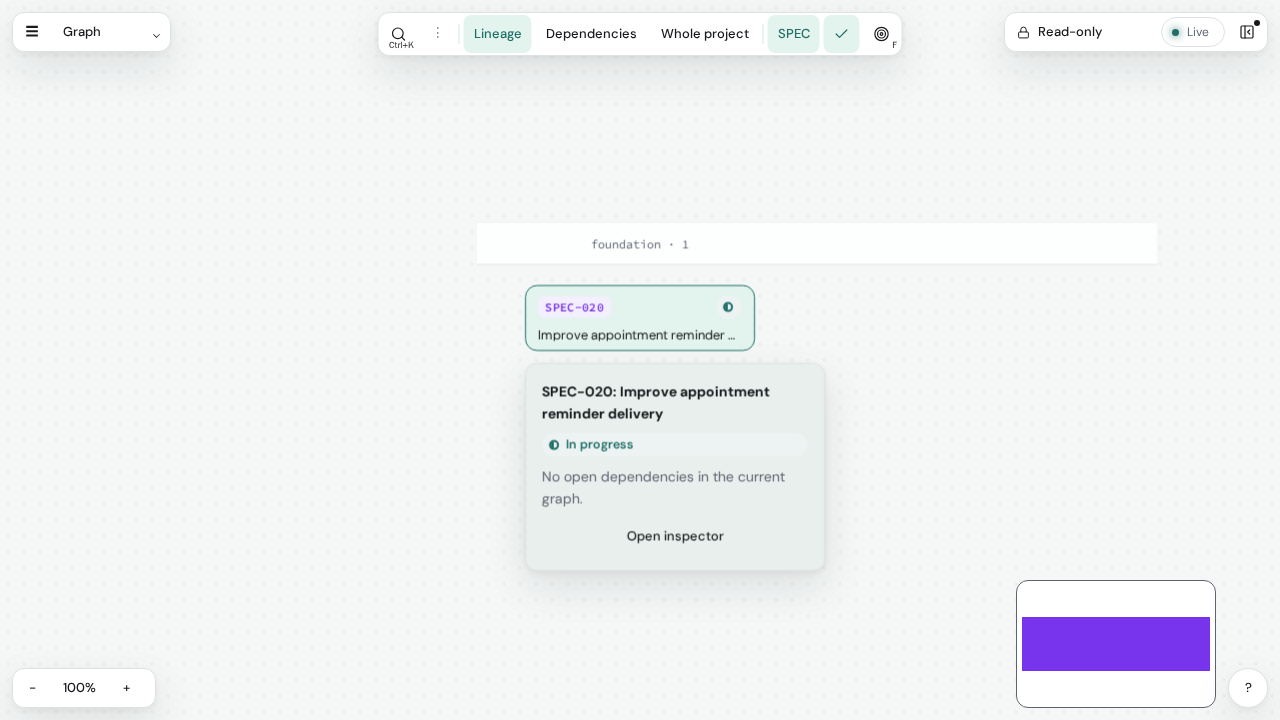 Graph
Ctrl+K
Lineage
Dependencies
Whole project
SPEC
F
Read-only
Live
foundation · 1
SPEC-020
Improve appointment reminder …
SPEC-020: Improve appointment
reminder delivery
In progress
No open dependencies in the current
graph.
Open inspector
− 100% +
?